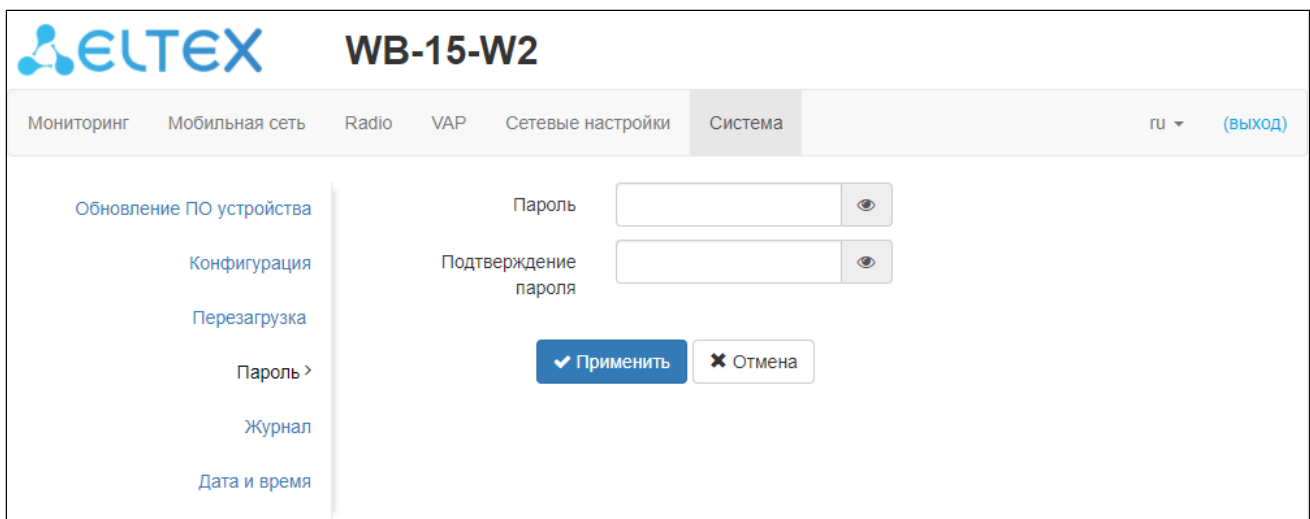 ELTEX WB-15-W2
Мониторинг Мобильная сеть Radio VAP Сетевые настройки Система ru (выход)
Обновление ПО устройства
Конфигурация
Перезагрузка
Пароль >
Журнал
Дата и время
Пароль
Подтверждение
пароля
Применить Отмена